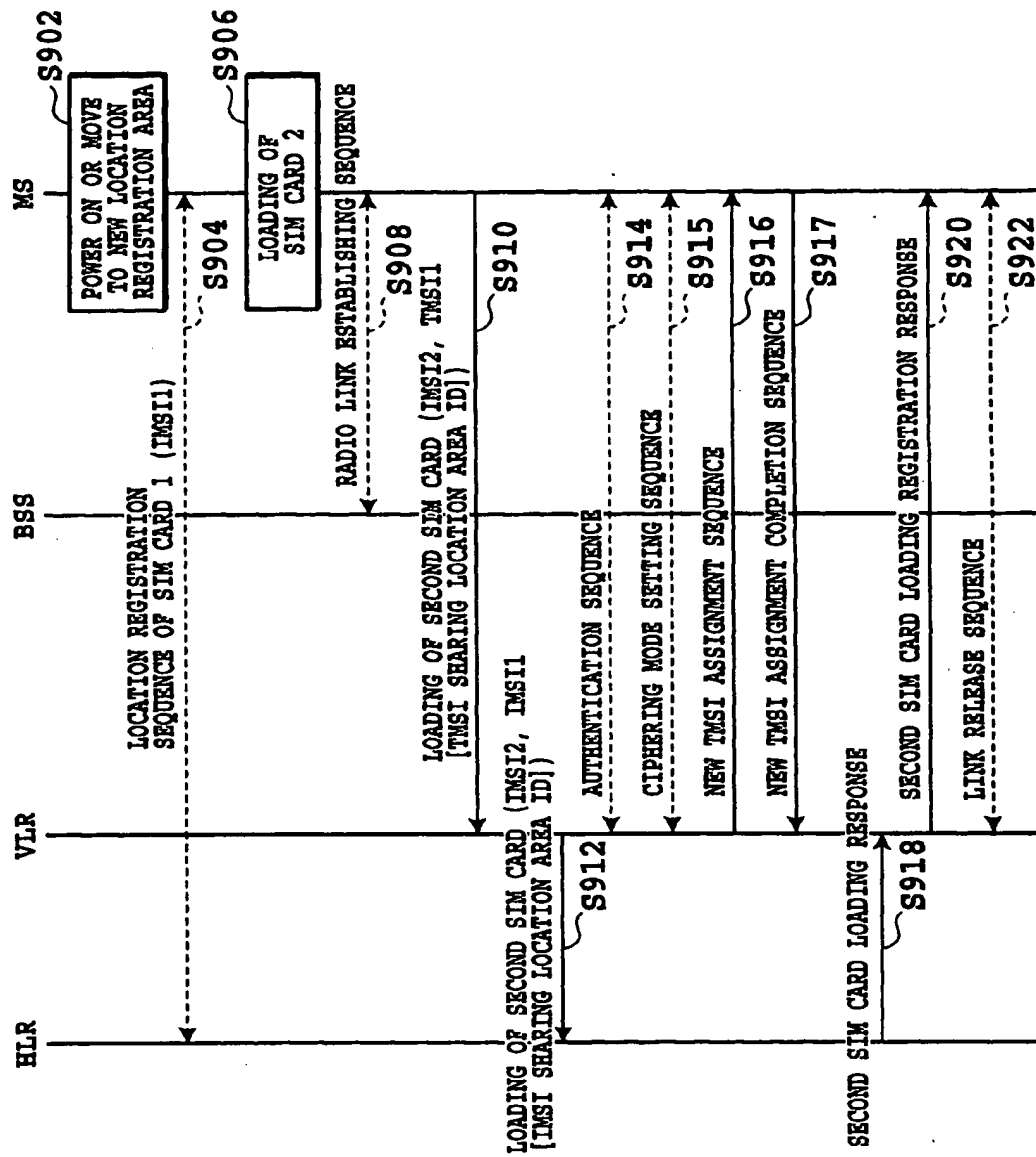 HLR
VLR
BSS
MS
POWER ON OR MOVE
TO NEW LOCATION
REGISTRATION AREA
S902
LOCATION REGISTRATION
SEQUENCE OF SIM CARD 1 (IMSI1)
S904
LOADING OF
SIM CARD 2
S906
RADIO LINK ESTABLISHING SEQUENCE
S908
LOADING OF SECOND SIM CARD (IMSI2, TMSI1
[TMSI SHARING LOCATION AREA ID])
S910
LOADING OF SECOND SIM CARD (IMSI2, IMSI1
[IMSI SHARING LOCATION AREA ID])
S912
AUTHENTICATION SEQUENCE
S914
CIPHERING MODE SETTING SEQUENCE
S915
NEW TMSI ASSIGNMENT SEQUENCE
S916
NEW TMSI ASSIGNMENT COMPLETION SEQUENCE
S917
SECOND SIM CARD LOADING RESPONSE
S918
SECOND SIM CARD LOADING REGISTRATION RESPONSE
S920
LINK RELEASE SEQUENCE
S922